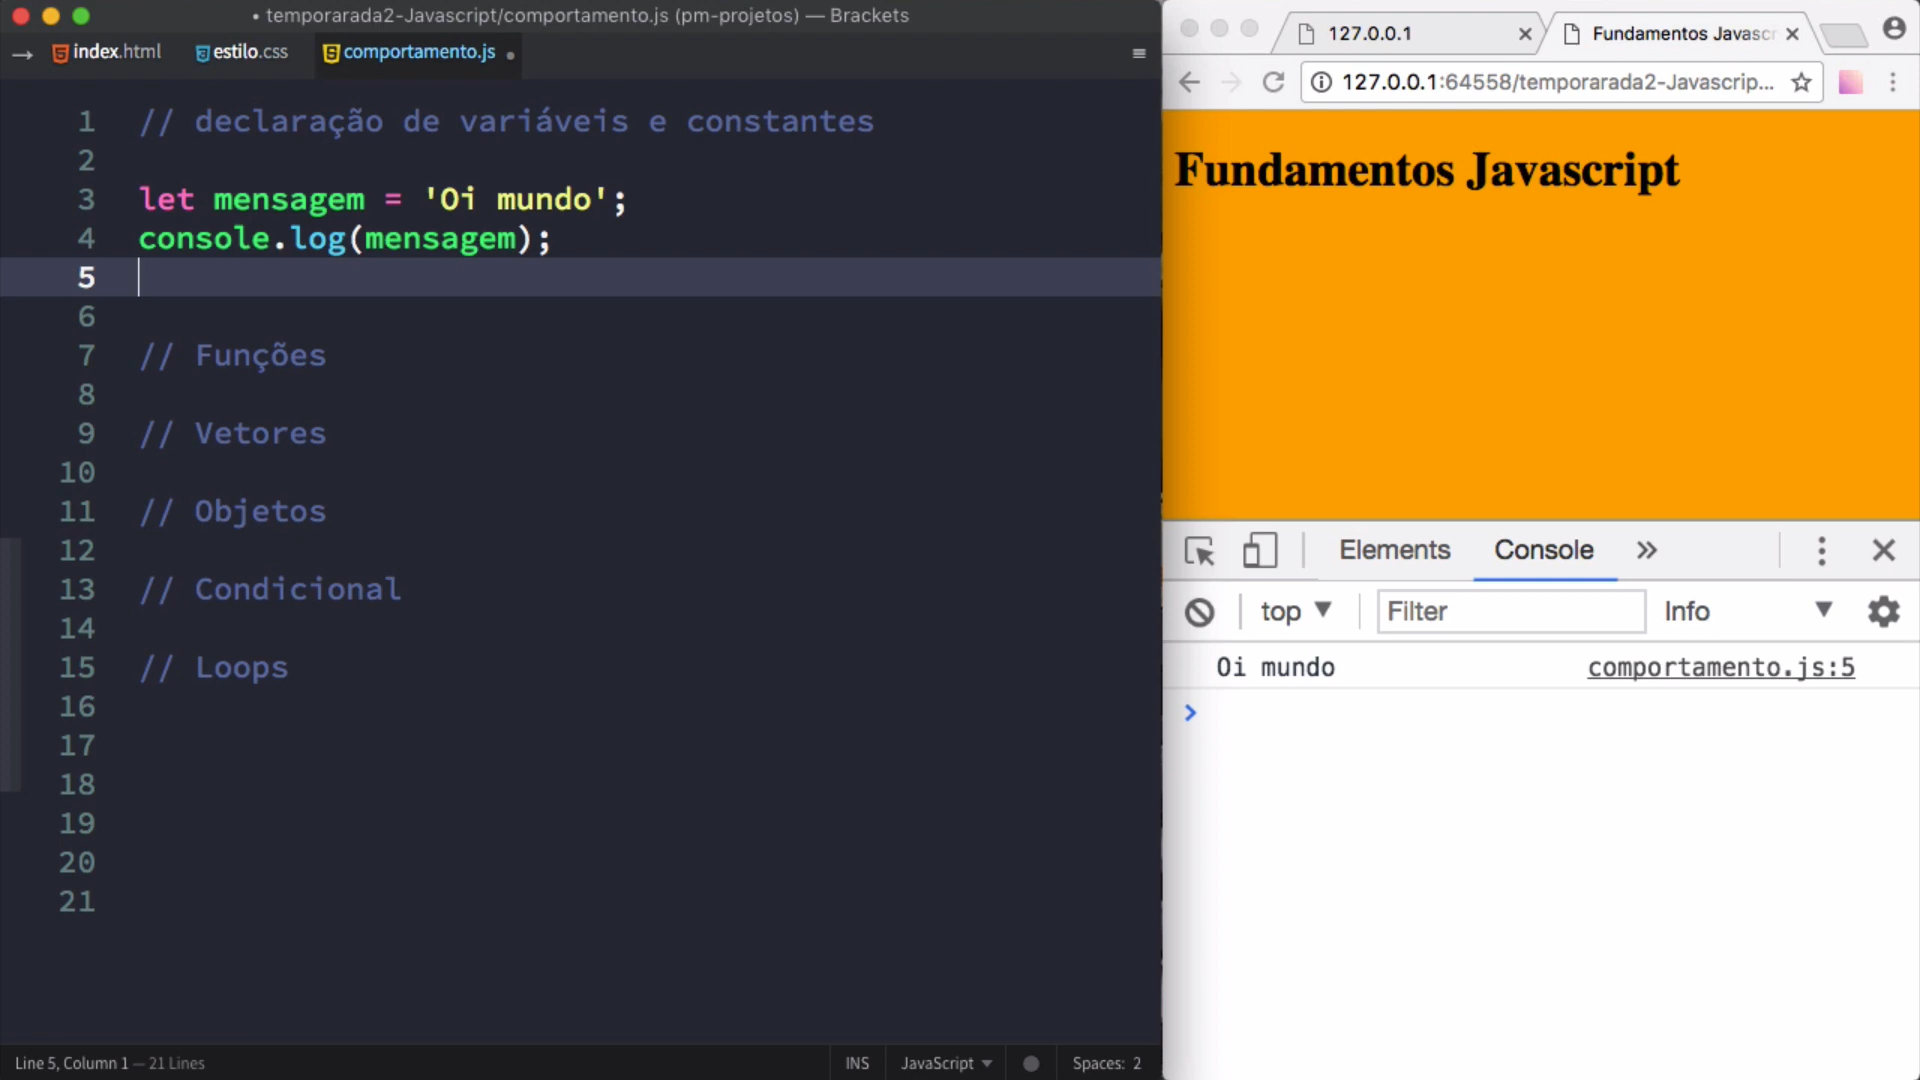 • temporarada2-Javascript/comportamento.js (pm-projetos) — Brackets
→ index.html estilo.css comportamento.js •
1 // declaração de variáveis e constantes
2
3 let mensagem = 'Oi mundo';
4 console.log(mensagem);
5
6
7 // Funções
8
9 // Vetores
10
11 // Objetos
12
13 // Condicional
14
15 // Loops
16
17
18
19
20
21
Line 5, Column 1 — 21 Lines
INS JavaScript Spaces: 2
127.0.0.1 Fundamentos Javascr
127.0.0.1:64558/temporarada2-Javascrip...
Fundamentos Javascript
Elements Console »
top Filter Info
Oi mundo comportamento.js:5
>